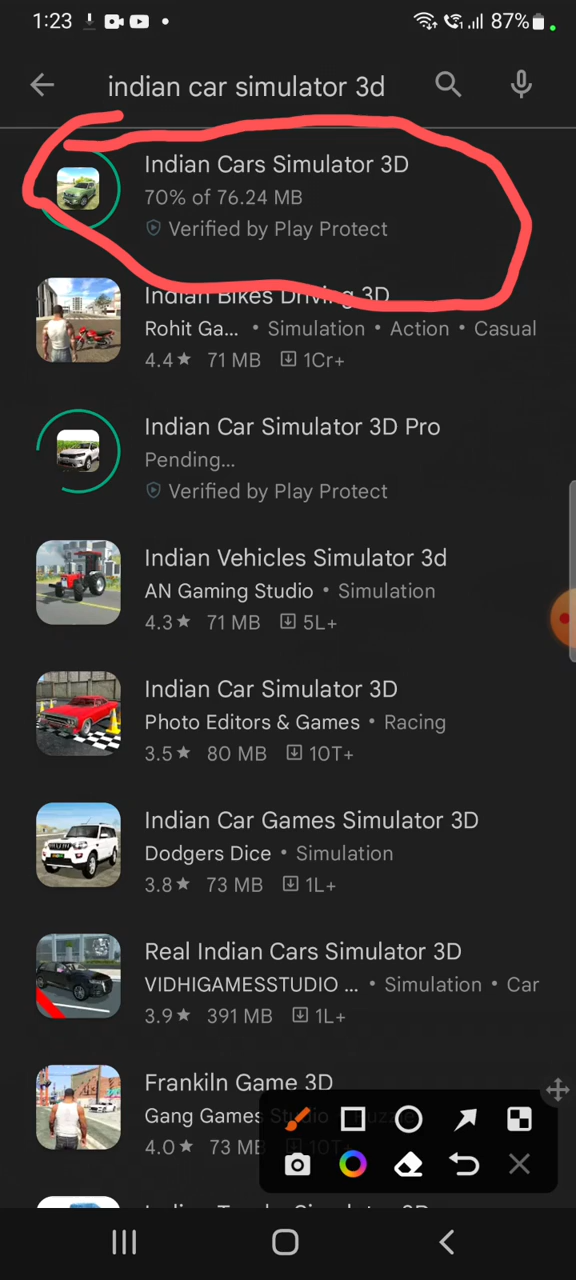 1:23
87%
indian car simulator 3d
Indian Cars Simulator 3D
70% of 76.24 MB
Verified by Play Protect
Indian Bikes Driving 3D
Rohit Ga... • Simulation • Action • Casual
4.4★ 71 MB 1Cr+
Indian Car Simulator 3D Pro
Pending...
Verified by Play Protect
Indian Vehicles Simulator 3d
AN Gaming Studio • Simulation
4.3★ 71 MB 5L+
Indian Car Simulator 3D
Photo Editors & Games • Racing
3.5★ 80 MB 10T+
Indian Car Games Simulator 3D
Dodgers Dice • Simulation
3.8★ 73 MB 1L+
Real Indian Cars Simulator 3D
VIDHIGAMESSTUDIO ... • Simulation • Car
3.9★ 391 MB 1L+
Frankiln Game 3D
Gang Games Studio
4.0★ 73 MB 10T+